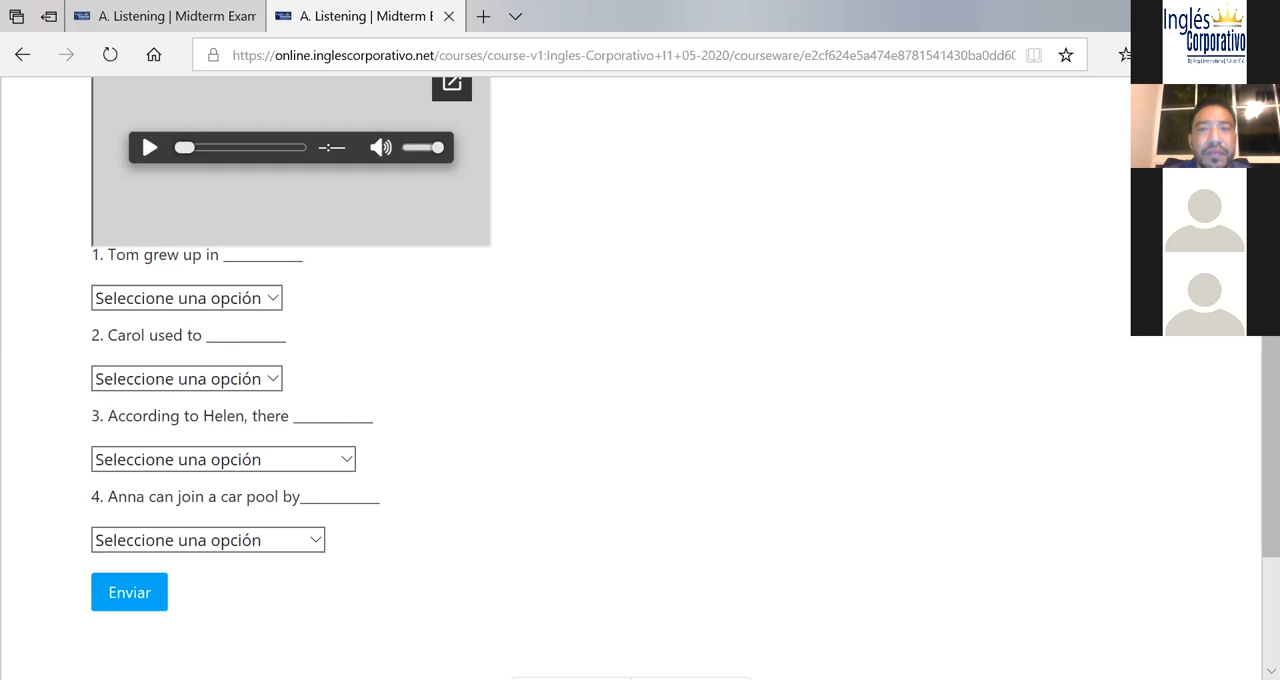 A. Listening | Midterm Exam
A. Listening | Midterm E
https://online.inglescorporativo.net/courses/course-v1:Ingles-Corporativo+I1+05-2020/courseware/e2cf624e5a474e8781541430ba0dd60
Inglés
Corporativo
-:--
1. Tom grew up in __________
Seleccione una opción
2. Carol used to __________
Seleccione una opción
3. According to Helen, there __________
Seleccione una opción
4. Anna can join a car pool by__________
Seleccione una opción
Enviar